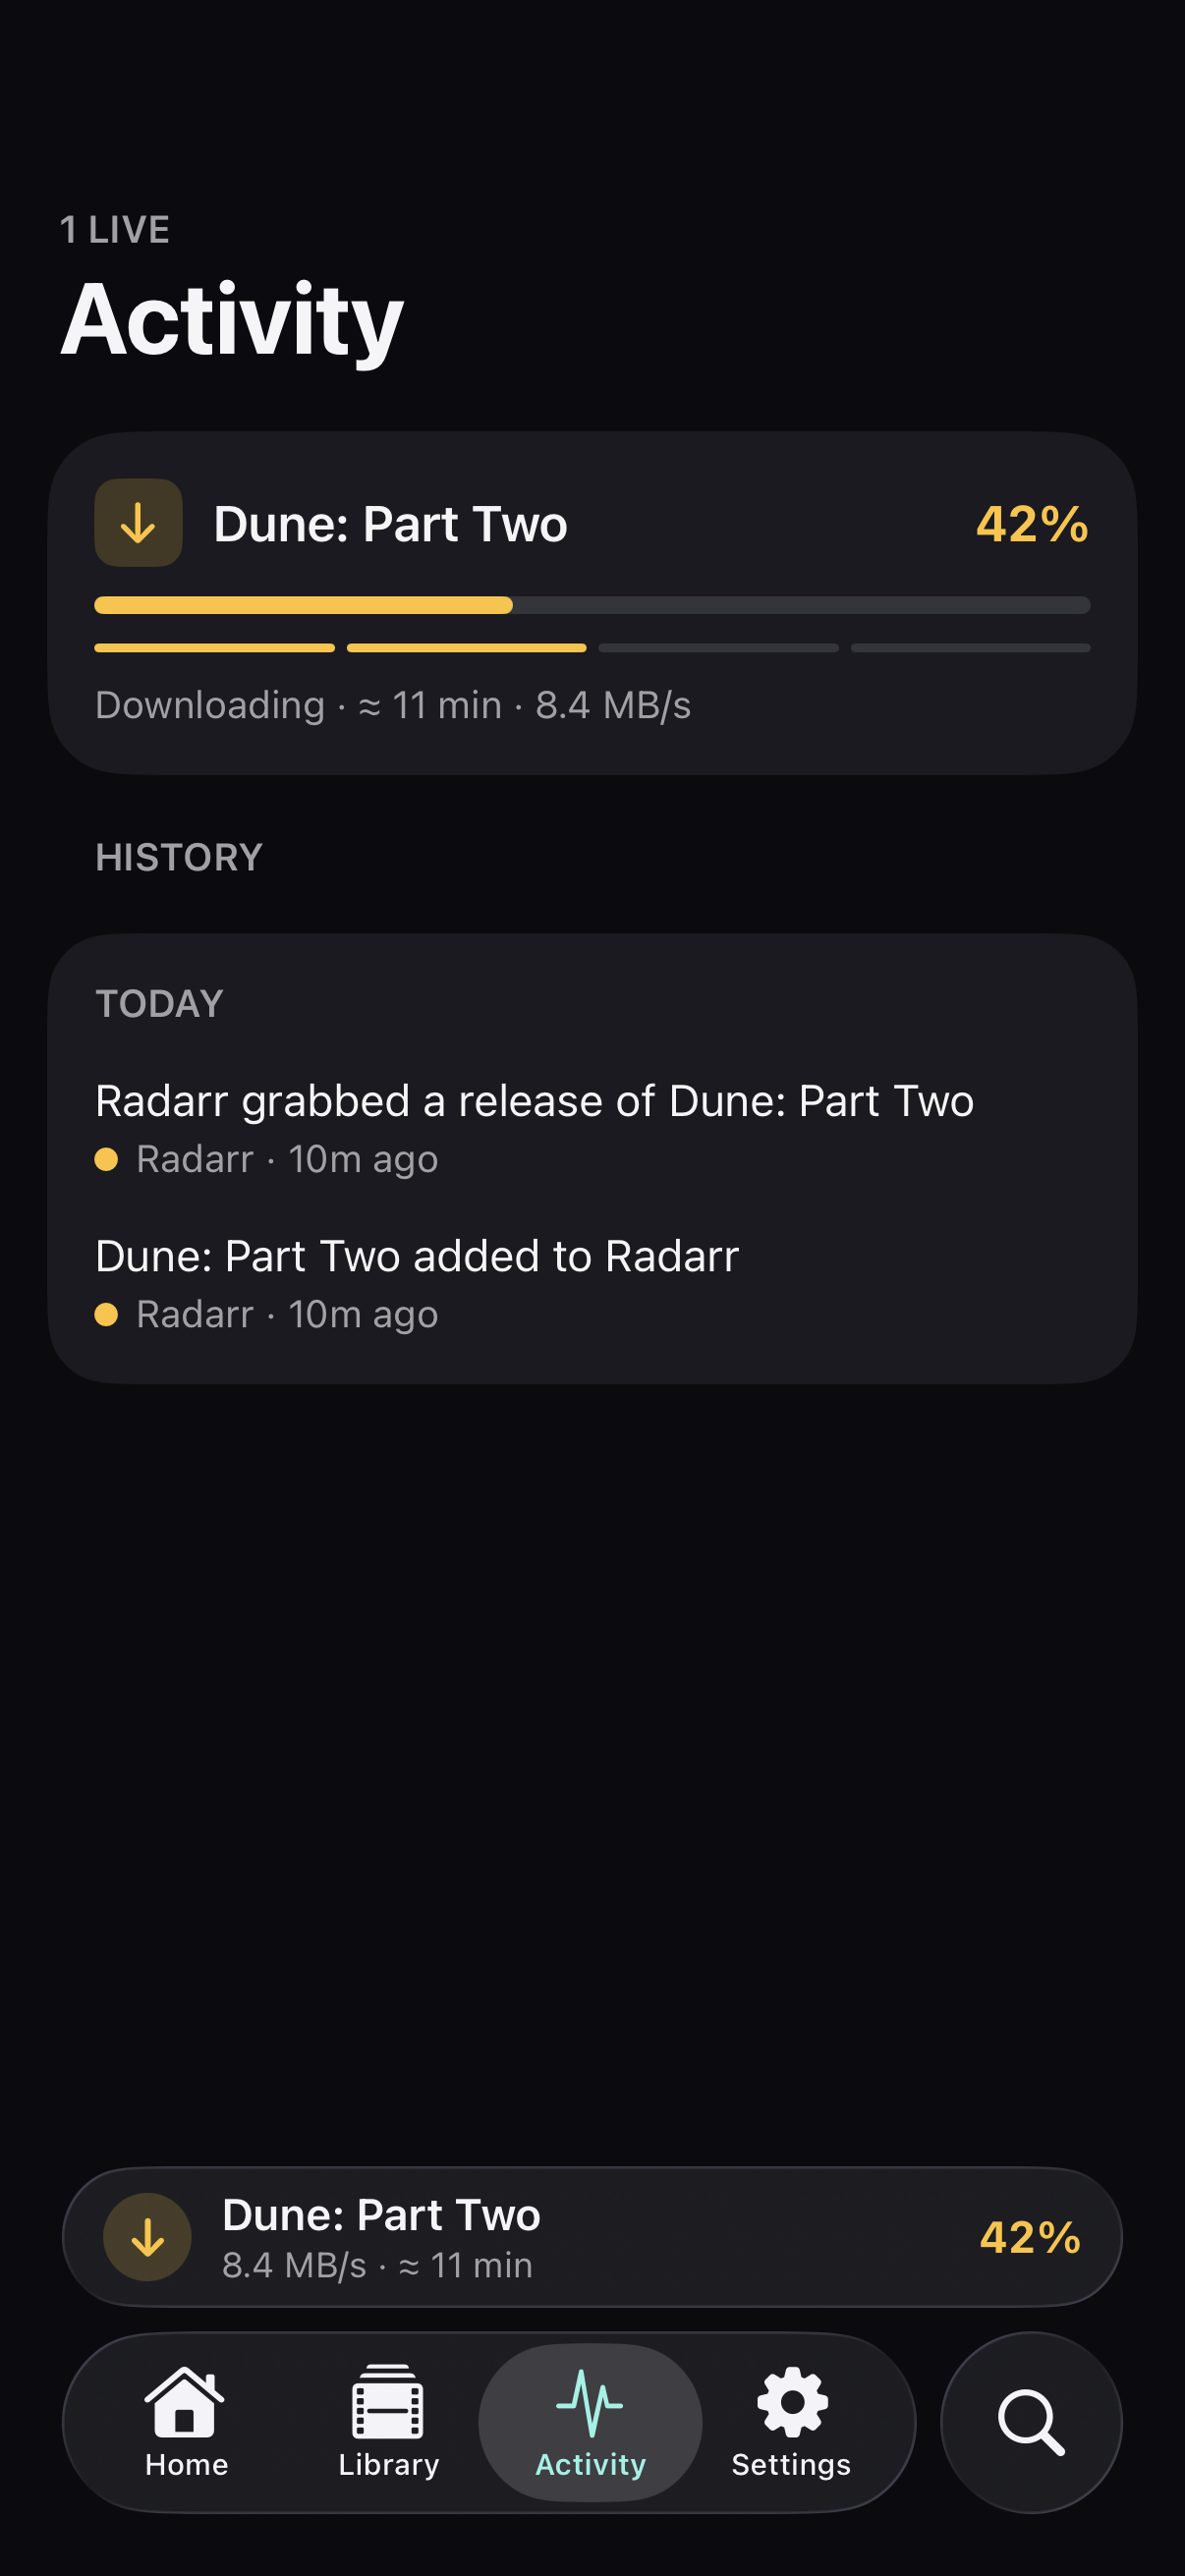 1 LIVE
Activity
Dune: Part Two
42%
Downloading · ≈ 11 min · 8.4 MB/s
HISTORY
TODAY
Radarr grabbed a release of Dune: Part Two
Radarr · 10m ago
Dune: Part Two added to Radarr
Radarr · 10m ago
Dune: Part Two
8.4 MB/s · ≈ 11 min
42%
Home
Library
Activity
Settings